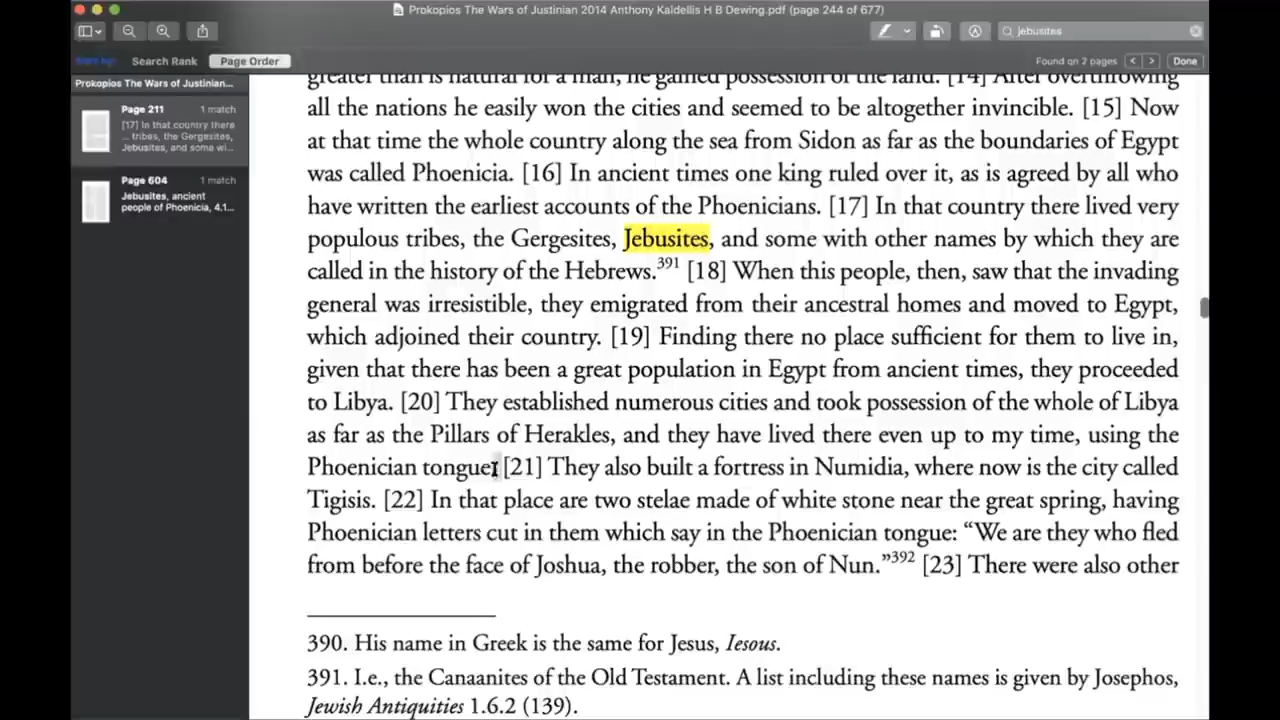 Prokopios The Wars of Justinian 2014 Anthony Kaldellis H B Dewing.pdf (page 244 of 677)
jebusites
Sort by:
Search Rank
Page Order
Found on 2 pages
Done
Prokopios The Wars of Justinian...
Page 211
1 match
[17] In that country there
... tribes, the Gergesites,
Jebusites, and some wi...
Page 604
1 match
Jebusites, ancient
people of Phoenicia, 4.1...
greater than is natural for a man, he gained possession of the land. [14] After overthrowing
all the nations he easily won the cities and seemed to be altogether invincible. [15] Now
at that time the whole country along the sea from Sidon as far as the boundaries of Egypt
was called Phoenicia. [16] In ancient times one king ruled over it, as is agreed by all who
have written the earliest accounts of the Phoenicians. [17] In that country there lived very
populous tribes, the Gergesites, Jebusites, and some with other names by which they are
called in the history of the Hebrews.391 [18] When this people, then, saw that the invading
general was irresistible, they emigrated from their ancestral homes and moved to Egypt,
which adjoined their country. [19] Finding there no place sufficient for them to live in,
given that there has been a great population in Egypt from ancient times, they proceeded
to Libya. [20] They established numerous cities and took possession of the whole of Libya
as far as the Pillars of Herakles, and they have lived there even up to my time, using the
Phoenician tongue. [21] They also built a fortress in Numidia, where now is the city called
Tigisis. [22] In that place are two stelae made of white stone near the great spring, having
Phoenician letters cut in them which say in the Phoenician tongue: “We are they who fled
from before the face of Joshua, the robber, the son of Nun.”392 [23] There were also other
390. His name in Greek is the same for Jesus, Iesous.
391. I.e., the Canaanites of the Old Testament. A list including these names is given by Josephos,
Jewish Antiquities 1.6.2 (139).